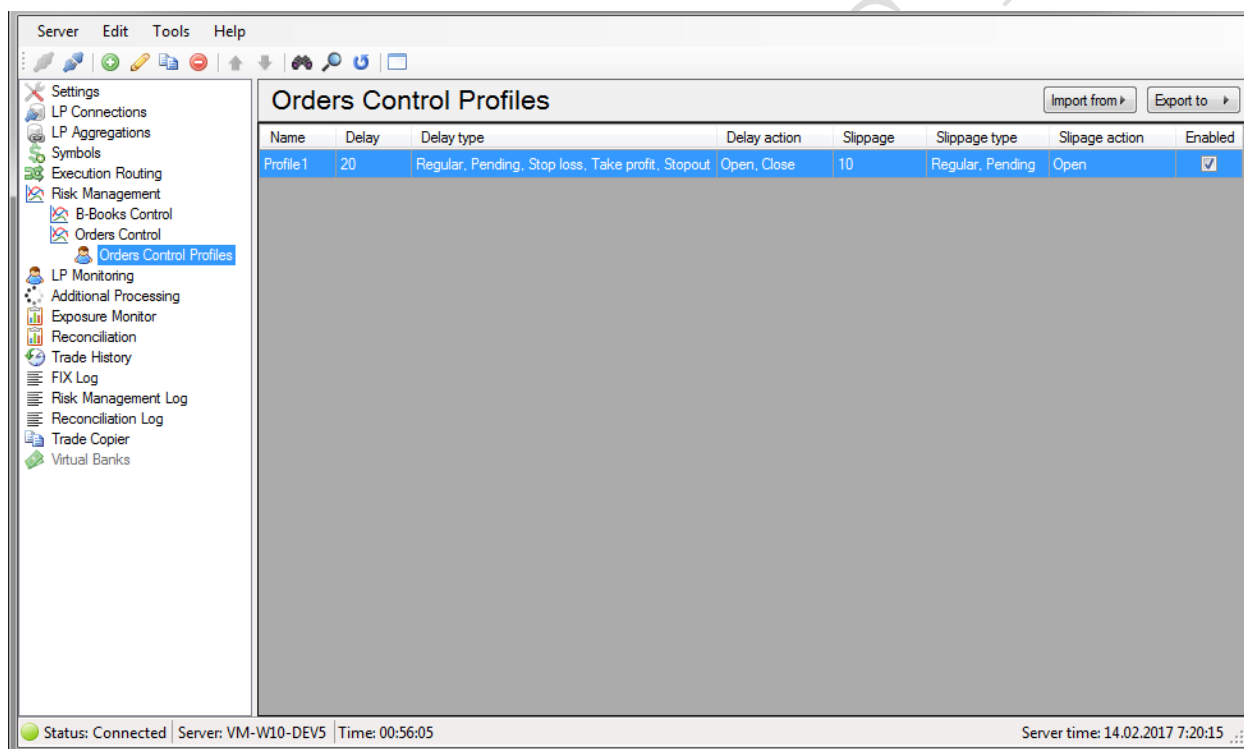 Server Edit Tools Help
Settings
LP Connections
LP Aggregations
Symbols
Execution Routing
Risk Management
B-Books Control
Orders Control
Orders Control Profiles
LP Monitoring
Additional Processing
Exposure Monitor
Reconciliation
Trade History
FIX Log
Risk Management Log
Reconciliation Log
Trade Copier
Virtual Banks
Orders Control Profiles Import from Export to
Name Delay Delay type Delay action Slippage Slippage type Slipage action Enabled
Profile1 20 Regular, Pending, Stop loss, Take profit, Stopout Open, Close 10 Regular, Pending Open
Status: Connected Server: VM-W10-DEV5 Time: 00:56:05 Server time: 14.02.2017 7:20:15